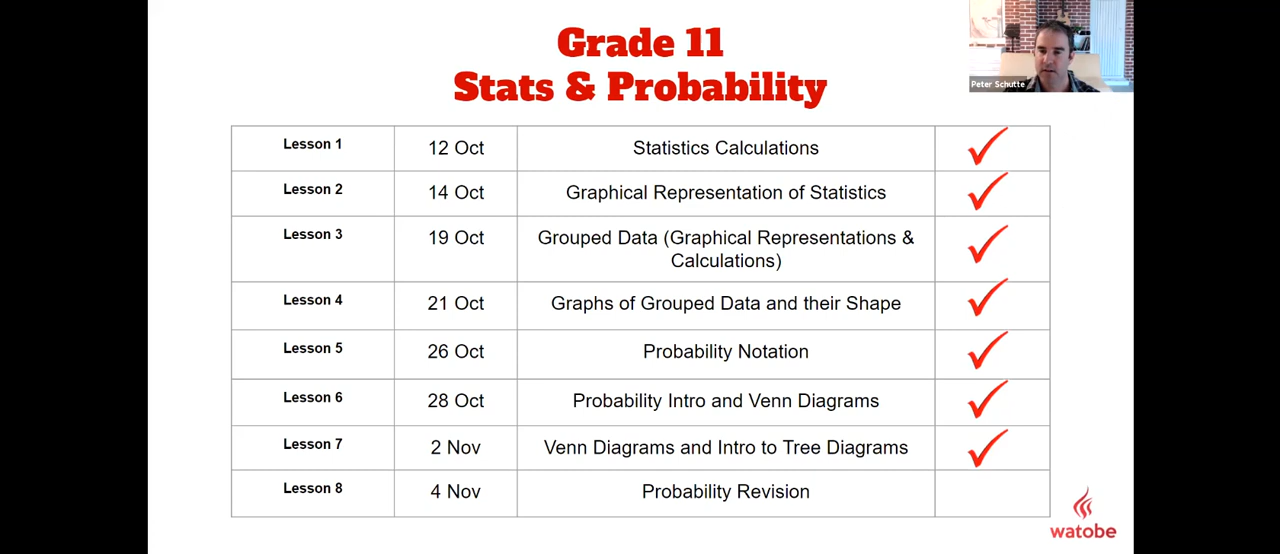 Grade 11
Stats & Probability
Peter Schutte
Lesson 1 12 Oct Statistics Calculations
Lesson 2 14 Oct Graphical Representation of Statistics
Lesson 3 19 Oct Grouped Data (Graphical Representations &
Calculations)
Lesson 4 21 Oct Graphs of Grouped Data and their Shape
Lesson 5 26 Oct Probability Notation
Lesson 6 28 Oct Probability Intro and Venn Diagrams
Lesson 7 2 Nov Venn Diagrams and Intro to Tree Diagrams
Lesson 8 4 Nov Probability Revision
watobe